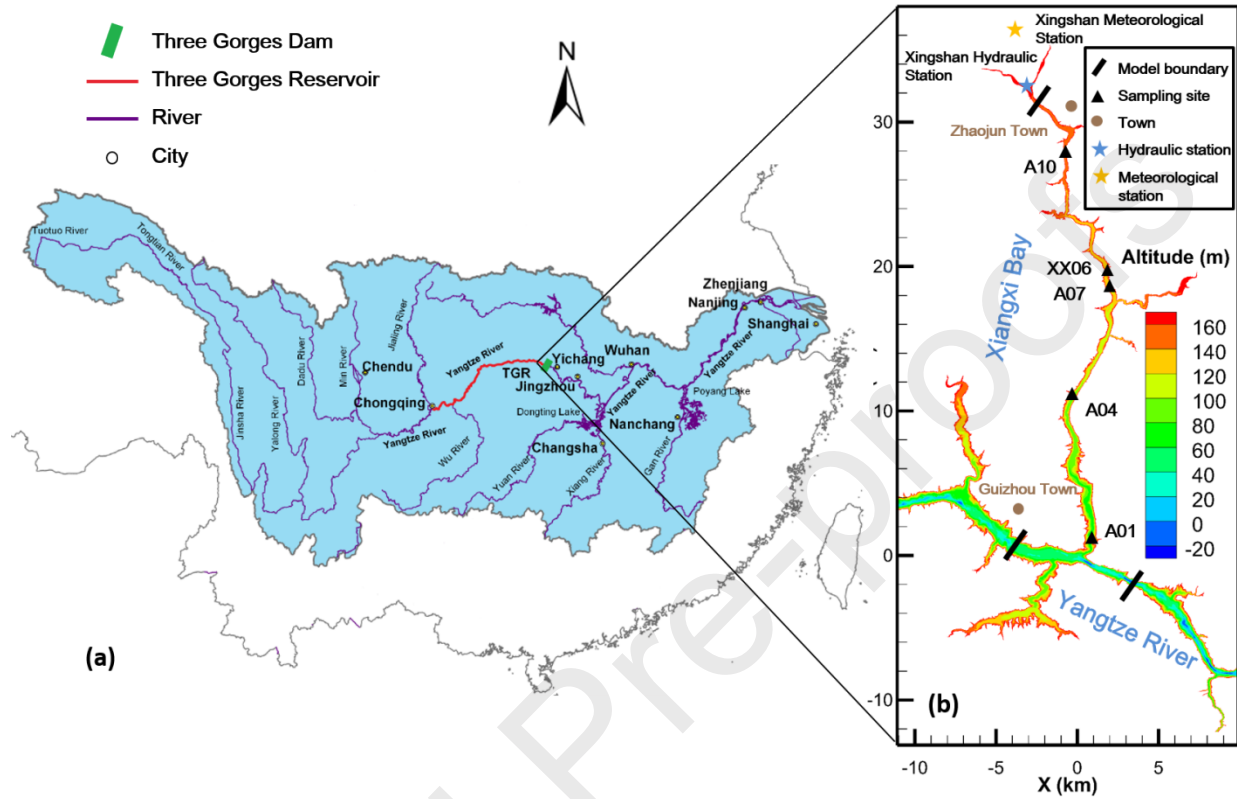 Three Gorges Dam
Three Gorges Reservoir
River
City
N
Tuotuo River
Tongtian River
Jinsha River
Yalong River
Dadu River
Min River
Jialing River
Chendu
Chongqing
Yangtze River
Yangtze River
Wu River
TGR
Yichang
Jingzhou
Dongting Lake
Yuan River
Changsha
Xiang River
Wuhan
Yangtze River
Nanchang
Gan River
Poyang Lake
Yangtze River
Zhenjiang
Nanjing
Shanghai
(a)
Xingshan Meteorological
Station
Xingshan Hydraulic
Station
Model boundary
Sampling site
Town
Hydraulic station
Meteorological
station
Zhaojun Town
A10
XX06
A07
A04
A01
Xiangxi Bay
Guizhou Town
Yangtze River
Altitude (m)
160
140
120
100
80
60
40
20
0
-20
30
20
10
0
-10
-10
-5
0
5
X (km)
(b)
Pre-proofs